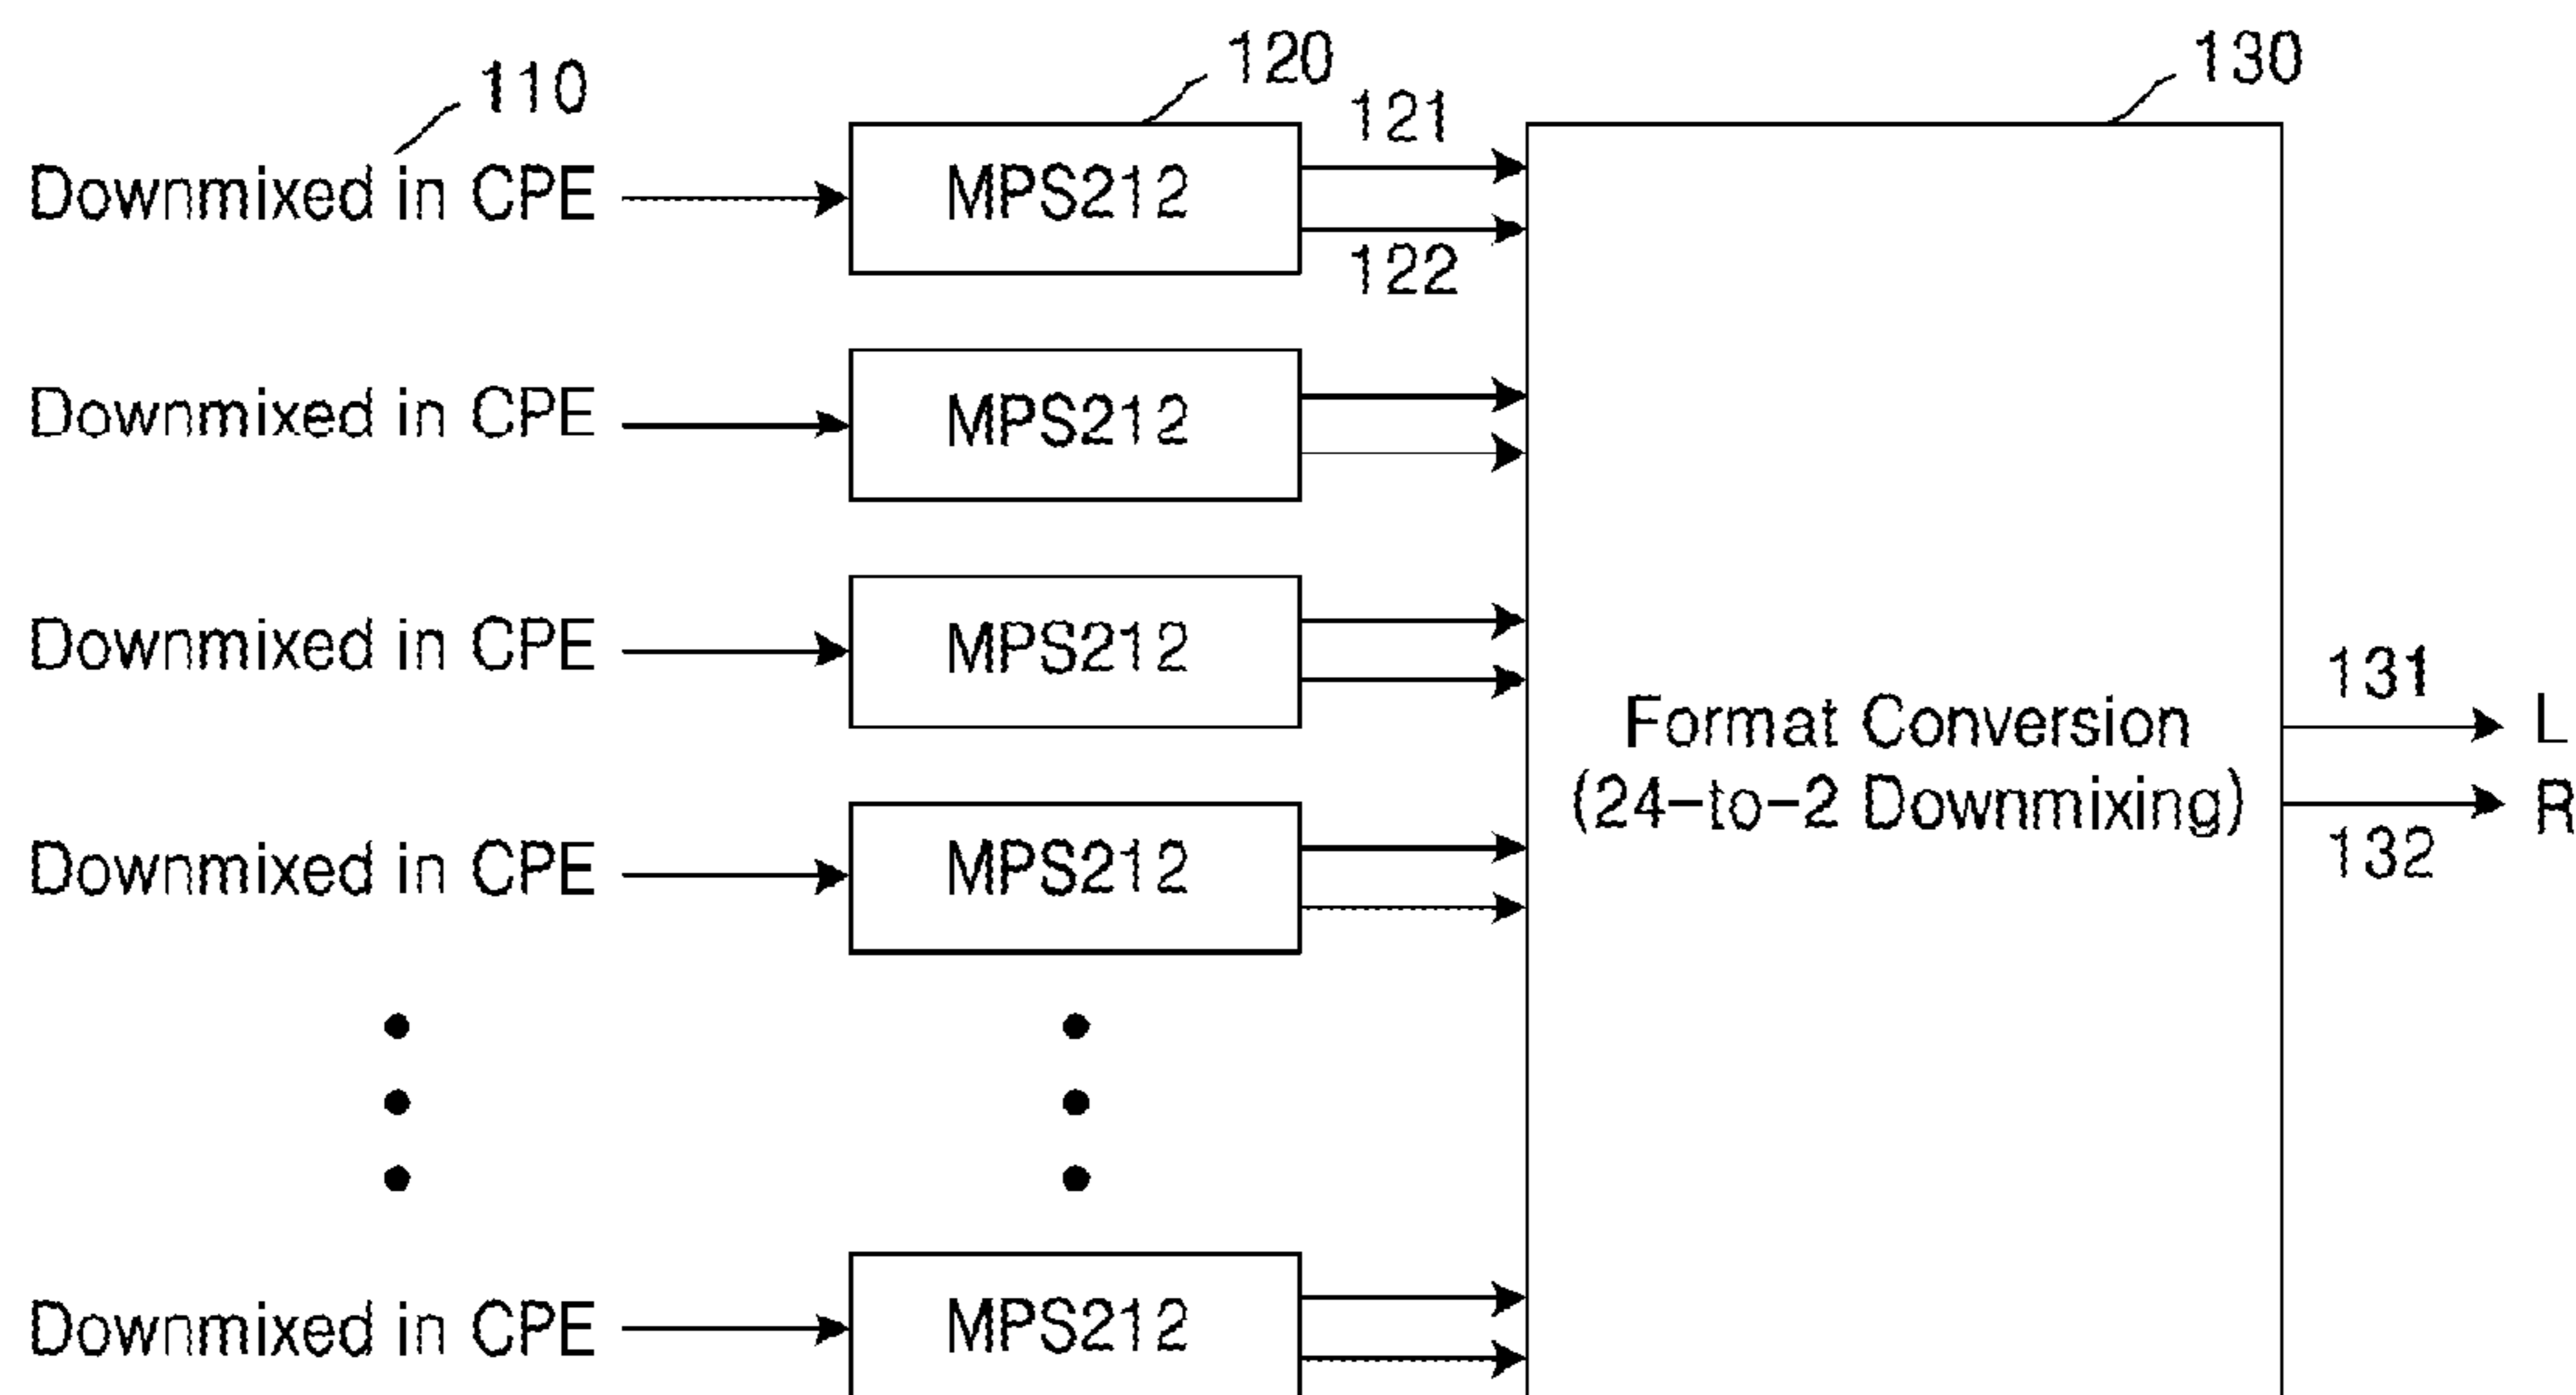 110
120
130
Downmixed in CPE
MPS212
121
122
Downmixed in CPE
MPS212
Downmixed in CPE
MPS212
Format Conversion
(24-to-2 Downmixing)
131
L
R
132
Downmixed in CPE
MPS212
Downmixed in CPE
MPS212